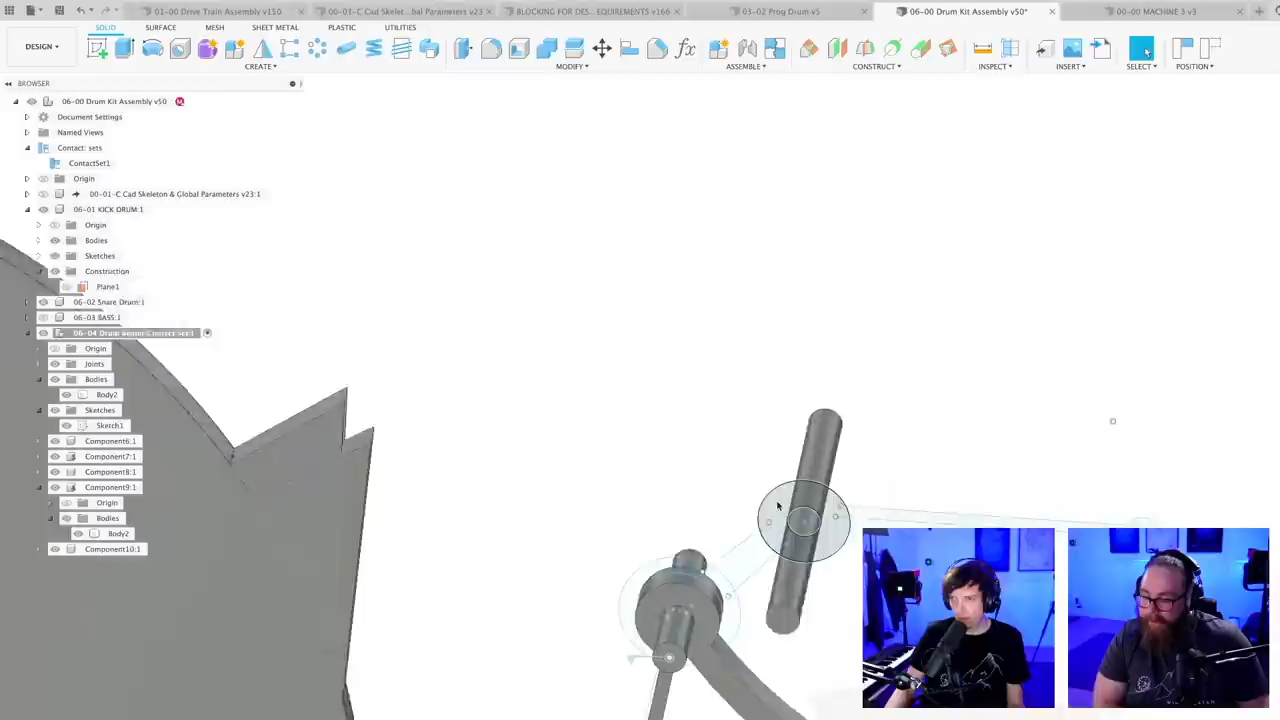 01-00 Drive Train Assembly v150
00-01-C Cad Skelet...bal Parameters v23
BLOCKING FOR DES...EQUIREMENTS v166
03-02 Prog Drum v5
06-00 Drum Kit Assembly v50*
00-00 MACHINE 3 v3
SOLID
SURFACE
MESH
SHEET METAL
PLASTIC
UTILITIES
DESIGN
CREATE
MODIFY
ASSEMBLE
CONSTRUCT
INSPECT
INSERT
SELECT
POSITION
BROWSER
06-00 Drum Kit Assembly v50
Document Settings
Named Views
Contact: sets
ContactSet1
Origin
00-01-C Cad Skeleton & Global Parameters v23:1
06-01 KICK DRUM:1
Origin
Bodies
Sketches
Construction
Plane1
06-02 Snare Drum:1
06-03 BASS:1
06-04 Drum
Origin
Joints
Bodies
Body2
Sketches
Sketch1
Component6:1
Component7:1
Component8:1
Component9:1
Origin
Bodies
Body2
Component10:1